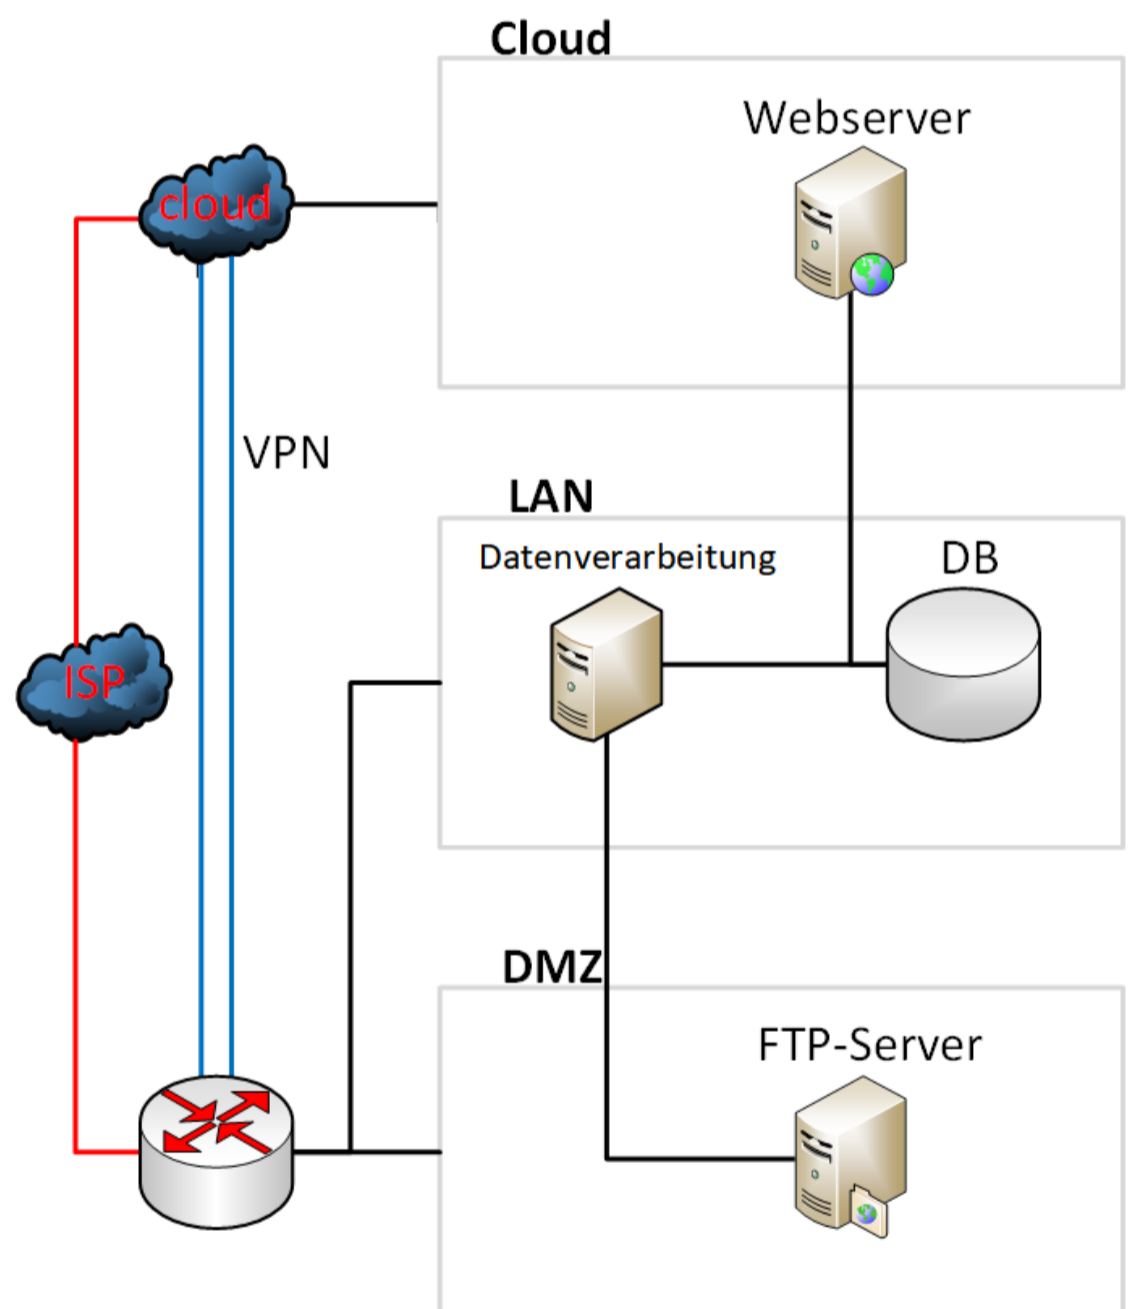 Cloud
Webserver
cloud
VPN
LAN
Datenverarbeitung
DB
ISP
DMZ
FTP-Server